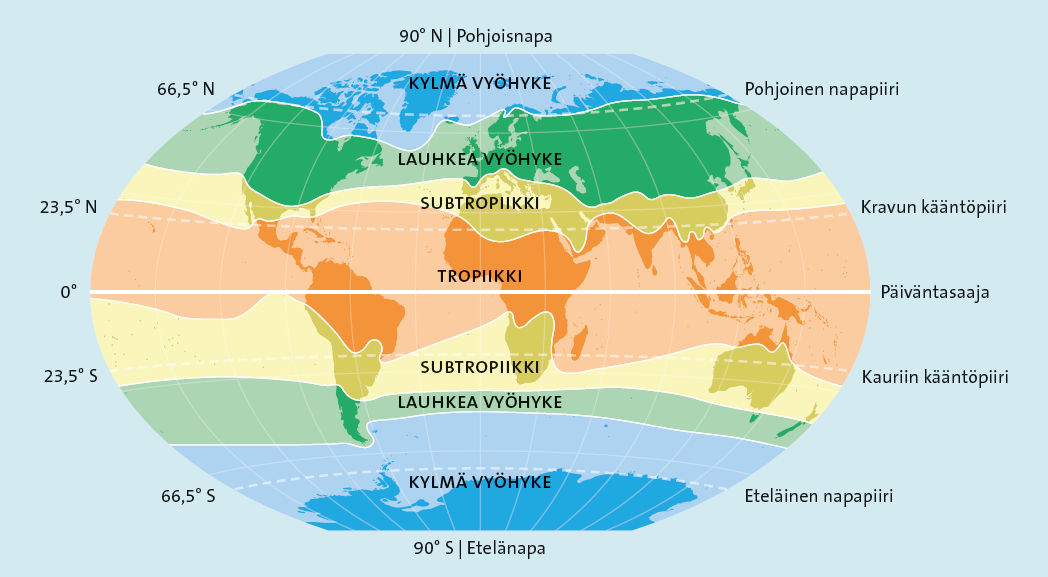 90° N | Pohjoisnapa
KYLMÄ VYÖHYKE
66,5° N
Pohjoinen napapiiri
LAUHKEA VYÖHYKE
SUBTROPIIKKI
23,5° N
Kravun kääntöpiiri
TROPIIKKI
0°
Päiväntasaaja
SUBTROPIIKKI
23,5° S
Kauriin kääntöpiiri
LAUHKEA VYÖHYKE
KYLMÄ VYÖHYKE
66,5° S
Eteläinen napapiiri
90° S | Etelänapa